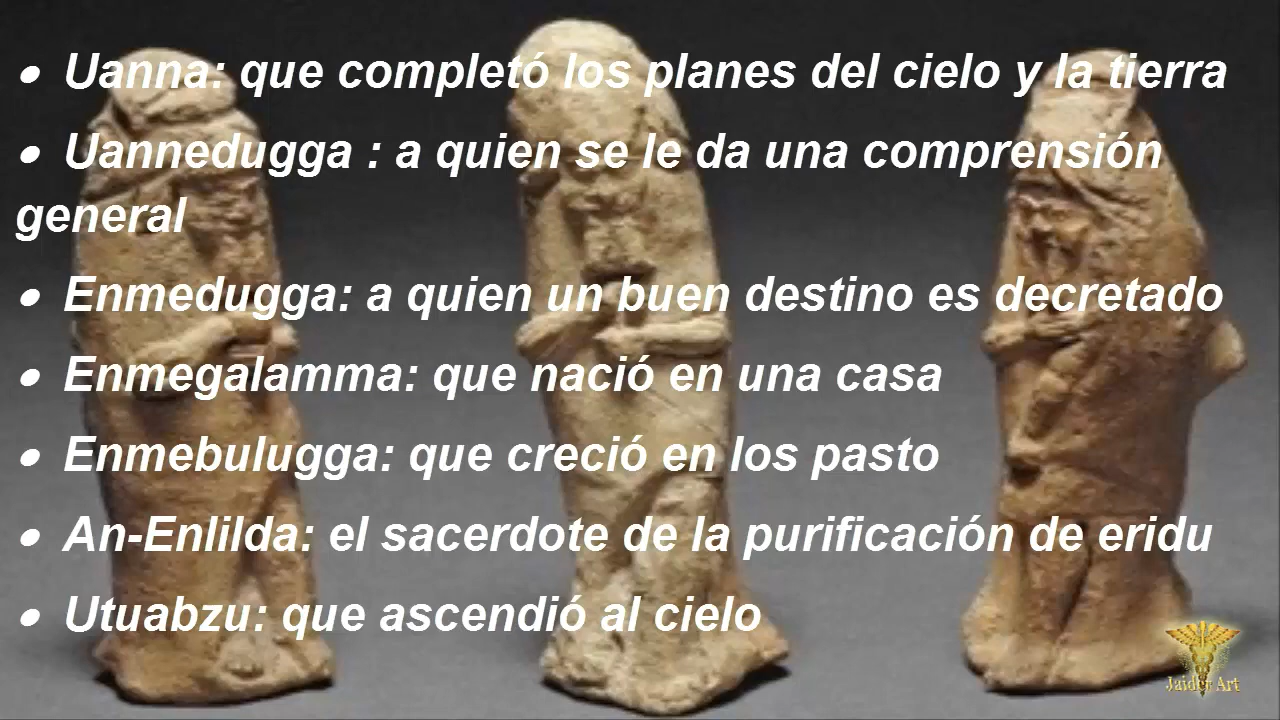 • Uanna: que completó los planes del cielo y la tierra
• Uannedugga : a quien se le da una comprensión
general
• Enmedugga: a quien un buen destino es decretado
• Enmegalamma: que nació en una casa
• Enmebulugga: que creció en los pasto
• An-Enlilda: el sacerdote de la purificación de eridu
• Utuabzu: que ascendió al cielo
Jaider Art